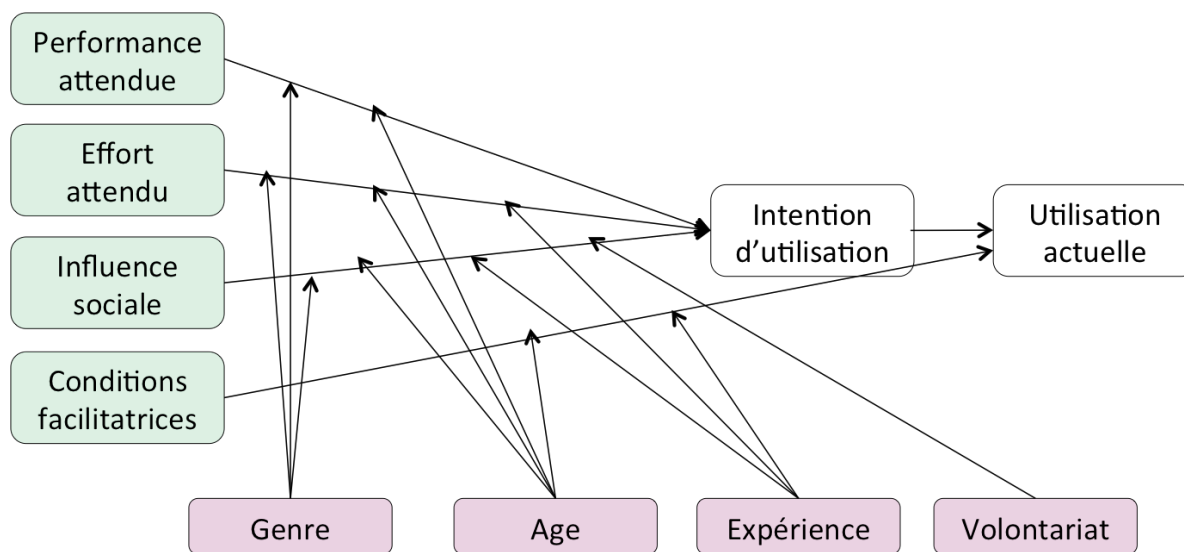 Performance
attendue
Effort
attendu
Influence
sociale
Conditions
facilitatrices
Intention
d’utilisation
Utilisation
actuelle
Genre
Age
Expérience
Volontariat